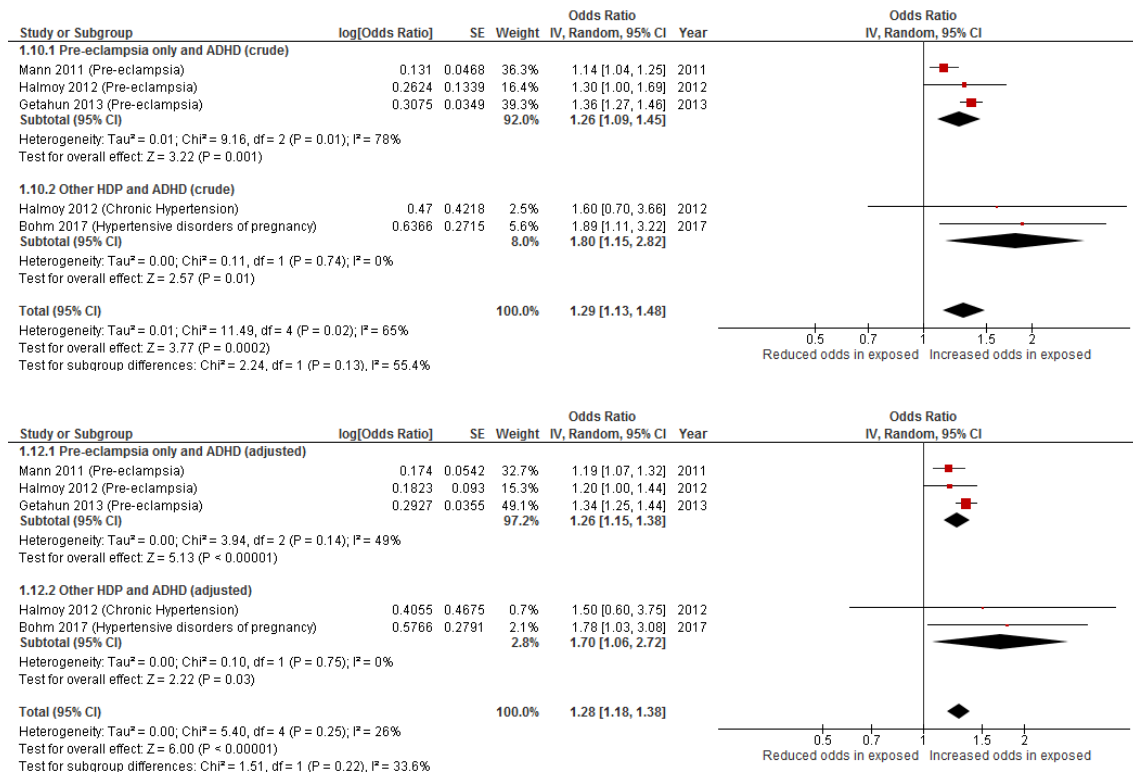 Odds Ratio Odds Ratio
Study or Subgroup log[Odds Ratio] SE Weight IV, Random, 95% CI Year IV, Random, 95% CI
1.10.1 Pre-eclampsia only and ADHD (crude)
Mann 2011 (Pre-eclampsia) 0.131 0.0468 36.3% 1.14 [1.04, 1.25] 2011
Halmoy 2012 (Pre-eclampsia) 0.2624 0.1339 16.4% 1.30 [1.00, 1.69] 2012
Getahun 2013 (Pre-eclampsia) 0.3075 0.0349 39.3% 1.36 [1.27, 1.46] 2013
Subtotal (95% CI) 92.0% 1.26 [1.09, 1.45]
Heterogeneity: Tau² = 0.01; Chi² = 9.16, df = 2 (P = 0.01); I² = 78%
Test for overall effect: Z = 3.22 (P = 0.001)
1.10.2 Other HDP and ADHD (crude)
Halmoy 2012 (Chronic Hypertension) 0.47 0.4218 2.5% 1.60 [0.70, 3.66] 2012
Bohm 2017 (Hypertensive disorders of pregnancy) 0.6366 0.2715 5.6% 1.89 [1.11, 3.22] 2017
Subtotal (95% CI) 8.0% 1.80 [1.15, 2.82]
Heterogeneity: Tau² = 0.00; Chi² = 0.11, df = 1 (P = 0.74); I² = 0%
Test for overall effect: Z = 2.57 (P = 0.01)
Total (95% CI) 100.0% 1.29 [1.13, 1.48]
Heterogeneity: Tau² = 0.01; Chi² = 11.49, df = 4 (P = 0.02); I² = 65%
Test for overall effect: Z = 3.77 (P = 0.0002)
Test for subgroup differences: Chi² = 2.24, df = 1 (P = 0.13), I² = 55.4%
0.5 0.7 1 1.5 2
Reduced odds in exposed Increased odds in exposed
Odds Ratio Odds Ratio
Study or Subgroup log[Odds Ratio] SE Weight IV, Random, 95% CI Year IV, Random, 95% CI
1.12.1 Pre-eclampsia only and ADHD (adjusted)
Mann 2011 (Pre-eclampsia) 0.174 0.0542 32.7% 1.19 [1.07, 1.32] 2011
Halmoy 2012 (Pre-eclampsia) 0.1823 0.093 15.3% 1.20 [1.00, 1.44] 2012
Getahun 2013 (Pre-eclampsia) 0.2927 0.0355 49.1% 1.34 [1.25, 1.44] 2013
Subtotal (95% CI) 97.2% 1.26 [1.15, 1.38]
Heterogeneity: Tau² = 0.00; Chi² = 3.94, df = 2 (P = 0.14); I² = 49%
Test for overall effect: Z = 5.13 (P < 0.00001)
1.12.2 Other HDP and ADHD (adjusted)
Halmoy 2012 (Chronic Hypertension) 0.4055 0.4675 0.7% 1.50 [0.60, 3.75] 2012
Bohm 2017 (Hypertensive disorders of pregnancy) 0.5766 0.2791 2.1% 1.78 [1.03, 3.08] 2017
Subtotal (95% CI) 2.8% 1.70 [1.06, 2.72]
Heterogeneity: Tau² = 0.00; Chi² = 0.10, df = 1 (P = 0.75); I² = 0%
Test for overall effect: Z = 2.22 (P = 0.03)
Total (95% CI) 100.0% 1.28 [1.18, 1.38]
Heterogeneity: Tau² = 0.00; Chi² = 5.40, df = 4 (P = 0.25); I² = 26%
Test for overall effect: Z = 6.00 (P < 0.00001)
Test for subgroup differences: Chi² = 1.51, df = 1 (P = 0.22), I² = 33.6%
0.5 0.7 1 1.5 2
Reduced odds in exposed Increased odds in exposed